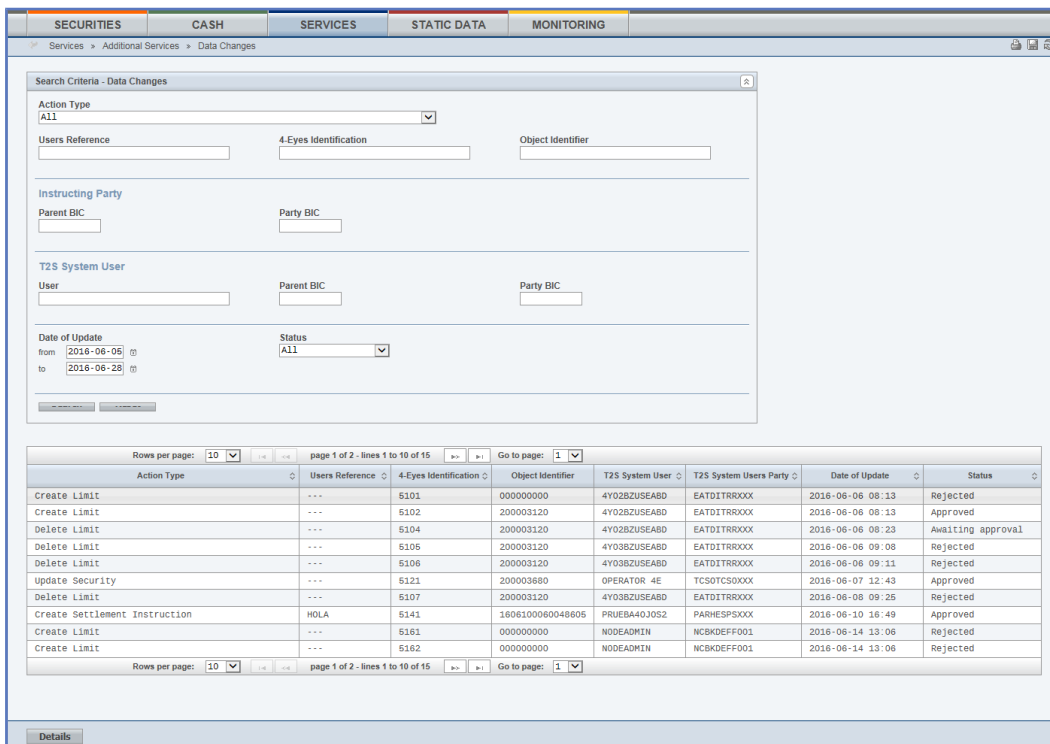 SECURITIES CASH SERVICES STATIC DATA MONITORING
Services » Additional Services » Data Changes
Search Criteria - Data Changes
Action Type
All
Users Reference 4-Eyes Identification Object Identifier
Instructing Party
Parent BIC Party BIC
T2S System User
User Parent BIC Party BIC
Date of Update Status
from 2016-06-05 All
to 2016-06-28
Rows per page: 10 page 1 of 2 - lines 1 to 10 of 15 Go to page: 1
Action Type Users Reference 4-Eyes Identification Object Identifier T2S System User T2S System Users Party Date of Update Status
Create Limit --- 5101 000000000 4Y02BZUSEABD EATDITRRXXX 2016-06-06 08:13 Rejected
Create Limit --- 5102 200003120 4Y02BZUSEABD EATDITRRXXX 2016-06-06 08:13 Approved
Delete Limit --- 5104 200003120 4Y02BZUSEABD EATDITRRXXX 2016-06-06 08:23 Awaiting approval
Delete Limit --- 5105 200003120 4Y03BZUSEABD EATDITRRXXX 2016-06-06 09:08 Rejected
Delete Limit --- 5106 200003120 4Y03BZUSEABD EATDITRRXXX 2016-06-06 09:11 Rejected
Update Security --- 5121 200003680 OPERATOR 4E TCSOTCSOXXX 2016-06-07 12:43 Approved
Delete Limit --- 5107 200003120 4Y03BZUSEABD EATDITRRXXX 2016-06-08 09:25 Rejected
Create Settlement Instruction HOLA 5141 1606100060048605 PRUEBA4OJOS2 PARHESPSXXX 2016-06-10 16:49 Approved
Create Limit --- 5161 000000000 NODEADMIN NCBKDEFF001 2016-06-14 13:06 Rejected
Create Limit --- 5162 000000000 NODEADMIN NCBKDEFF001 2016-06-14 13:06 Rejected
Rows per page: 10 page 1 of 2 - lines 1 to 10 of 15 Go to page: 1
Details